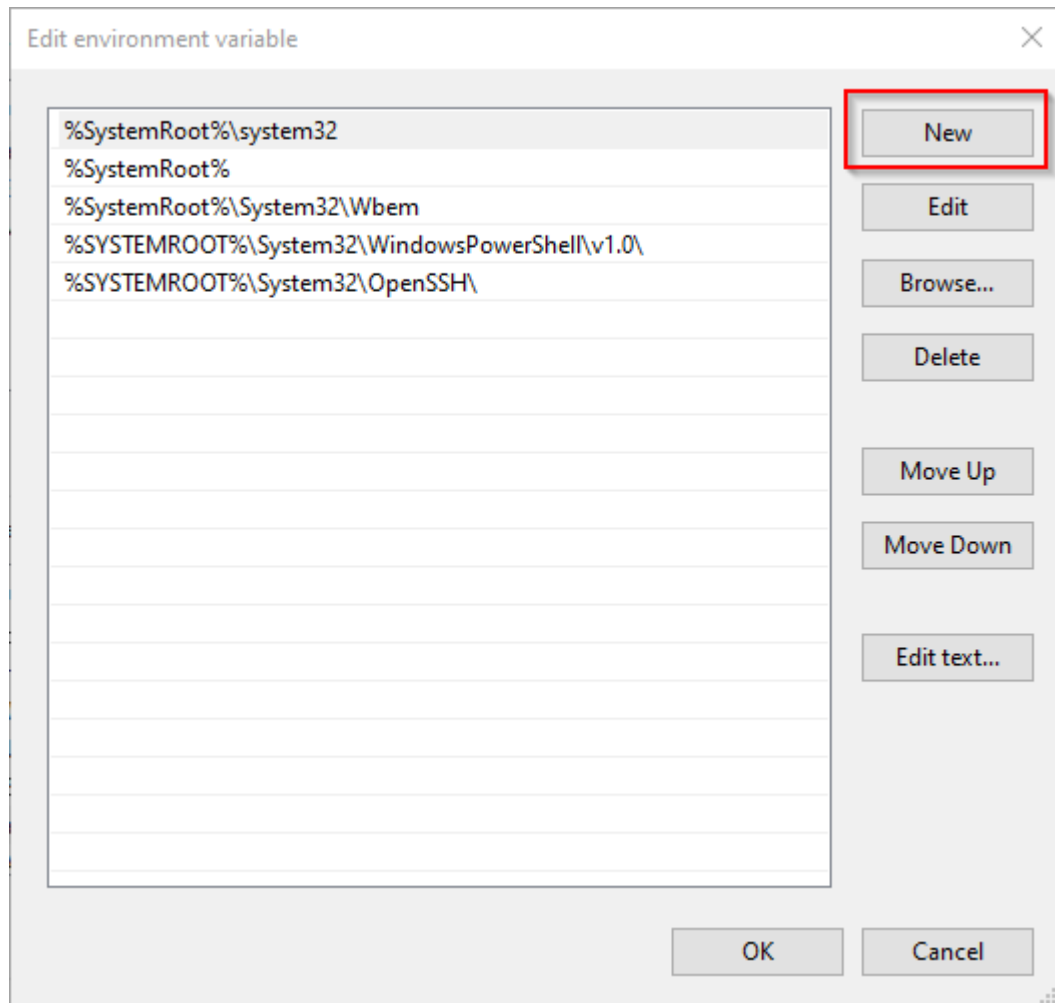 Edit environment variable
%SystemRoot%\system32
%SystemRoot%
%SystemRoot%\System32\Wbem
%SYSTEMROOT%\System32\WindowsPowerShell\v1.0\
%SYSTEMROOT%\System32\OpenSSH\
New
Edit
Browse...
Delete
Move Up
Move Down
Edit text...
OK
Cancel